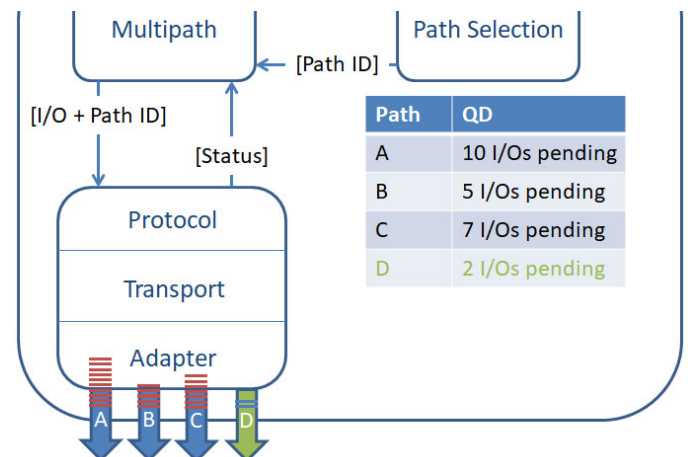 Multipath
Path Selection
[Path ID]
[I/O + Path ID]
[Status]
Path QD
A 10 I/Os pending
B 5 I/Os pending
C 7 I/Os pending
D 2 I/Os pending
Protocol
Transport
Adapter
A B C D